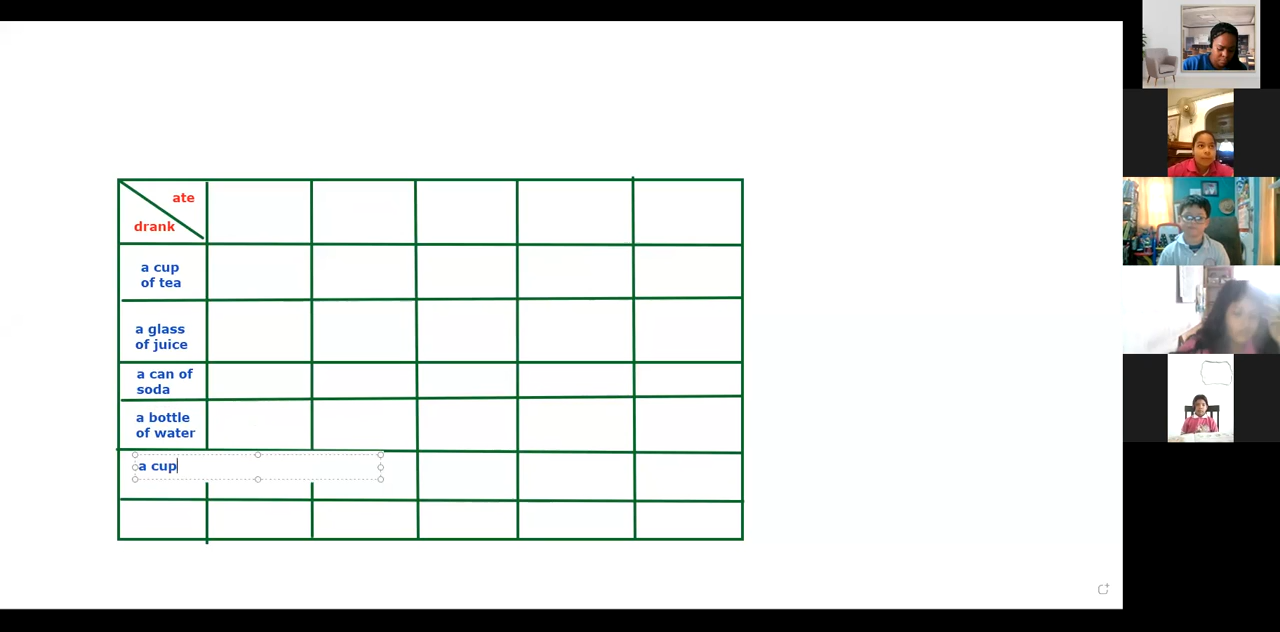 ate
drank
a cup
of tea
a glass
of juice
a can of
soda
a bottle
of water
a cup